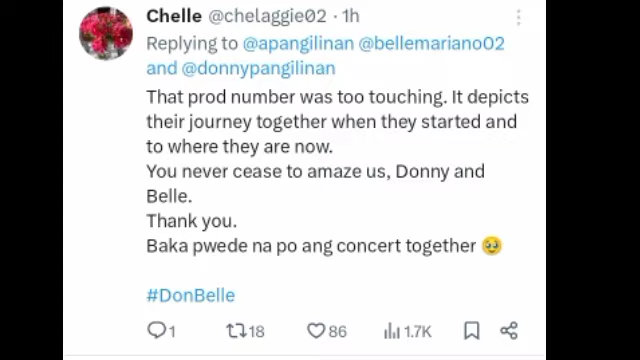 Chelle @chelaggie02 · 1h
Replying to @apangilinan @bellemariano02
and @donnypangilinan
That prod number was too touching. It depicts
their journey together when they started and
to where they are now.
You never cease to amaze us, Donny and
Belle.
Thank you.
Baka pwede na po ang concert together 🥹
#DonBelle
1 18 86 1.7K